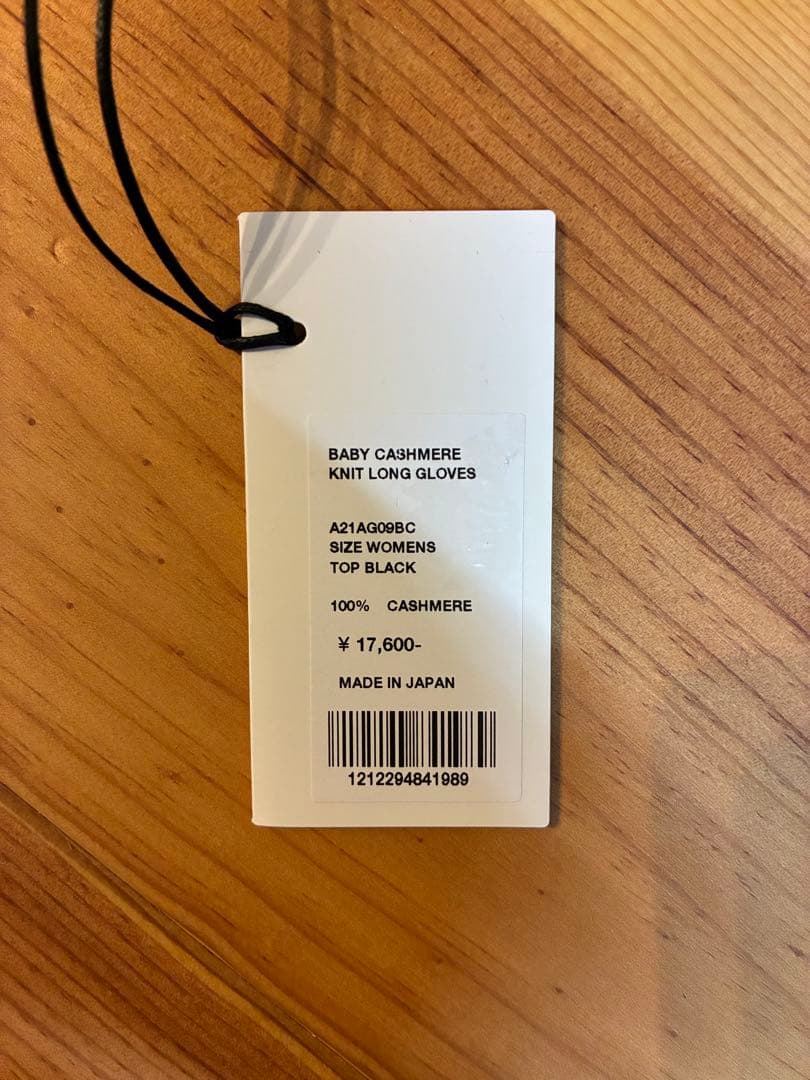 BABY CASHMERE
KNIT LONG GLOVES
A21AG09BC
SIZE WOMENS
TOP BLACK
100% CASHMERE
¥ 17,600-
MADE IN JAPAN
1212294841989